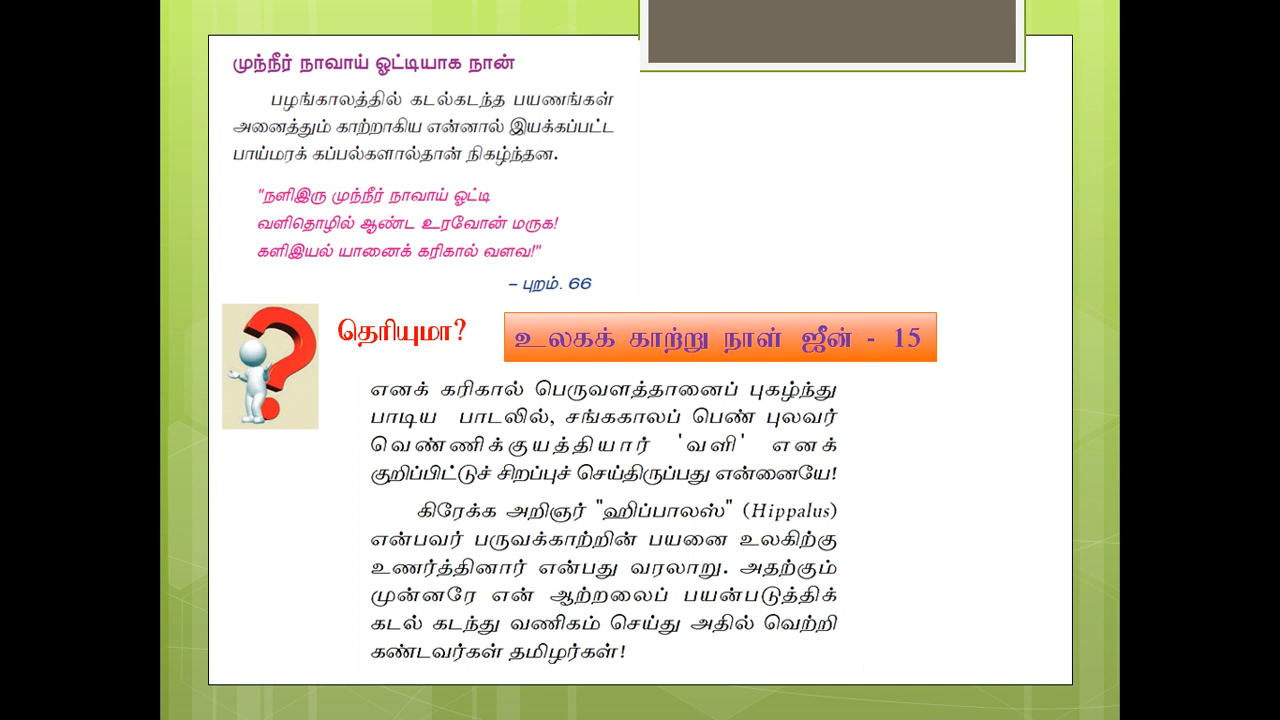 முந்நீர் நாவாய் ஓட்டியாக நான்
பழங்காலத்தில் கடல்கடந்த பயணங்கள்
அனைத்தும் காற்றாகிய என்னால் இயக்கப்பட்ட
பாய்மரக் கப்பல்களால்தான் நிகழ்ந்தன.
"நளிஇரு முந்நீர் நாவாய் ஓட்டி
வளிதொழில் ஆண்ட உரவோன் மருக!
களிஇயல் யானைக் கரிகால் வளவ!"
– புறம். 66
தெரியுமா?
உலகக் காற்று நாள் ஜீன் - 15
எனக் கரிகால் பெருவளத்தானைப் புகழ்ந்து
பாடிய பாடலில், சங்ககாலப் பெண் புலவர்
வெண்ணிக்குயத்தியார் 'வளி' எனக்
குறிப்பிட்டுச் சிறப்புச் செய்திருப்பது என்னையே!
கிரேக்க அறிஞர் "ஹிப்பாலஸ்" (Hippalus)
என்பவர் பருவக்காற்றின் பயனை உலகிற்கு
உணர்த்தினார் என்பது வரலாறு. அதற்கும்
முன்னரே என் ஆற்றலைப் பயன்படுத்திக்
கடல் கடந்து வணிகம் செய்து அதில் வெற்றி
கண்டவர்கள் தமிழர்கள்!